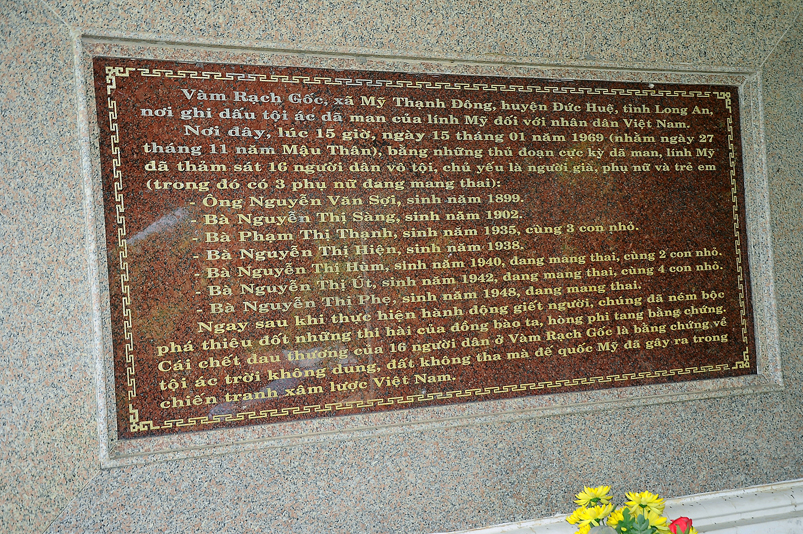 Vàm Rạch Gốc, xã Mỹ Thạnh Đông, huyện Đức Huệ, tỉnh Long An,
nơi ghi dấu tội ác dã man của lính Mỹ đối với nhân dân Việt Nam.
Nơi đây, lúc 15 giờ, ngày 15 tháng 01 năm 1969 (nhằm ngày 27
tháng 11 năm Mậu Thân), bằng những thủ đoạn cực kỳ dã man, lính Mỹ
đã thảm sát 16 người dân vô tội, chủ yếu là người già, phụ nữ và trẻ em
(trong đó có 3 phụ nữ đang mang thai):
- Ông Nguyễn Văn Sợi, sinh năm 1899.
- Bà Nguyễn Thị Sàng, sinh năm 1902.
- Bà Phạm Thị Thạnh, sinh năm 1935, cùng 3 con nhỏ.
- Bà Nguyễn Thị Hiện, sinh năm 1938.
- Bà Nguyễn Thị Hùm, sinh năm 1940, đang mang thai, cùng 2 con nhỏ.
- Bà Nguyễn Thị Út, sinh năm 1942, đang mang thai, cùng 4 con nhỏ.
- Bà Nguyễn Thị Phe, sinh năm 1948, đang mang thai.
Ngay sau khi thực hiện hành động giết người, chúng đã ném bộc
phá thiêu đốt những thi hài của đồng bào ta, hòng phi tang bằng chứng.
Cái chết đau thương của 16 người dân ở Vàm Rạch Gốc là bằng chứng về
tội ác trời không dung, đất không tha mà đế quốc Mỹ đã gây ra trong
chiến tranh xâm lược Việt Nam.